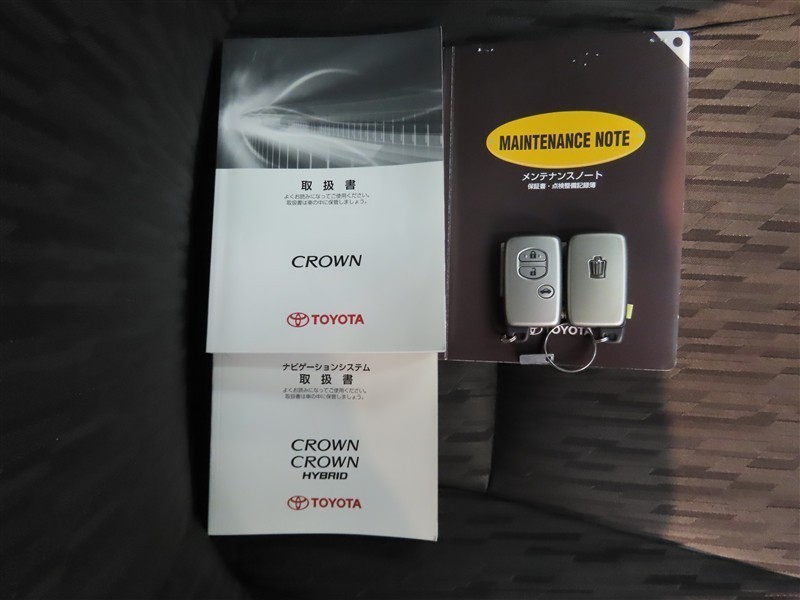 取扱書
よくお読みになってご使用ください。
取扱書は車の中に保管しましょう。
CROWN
TOYOTA
ナビゲーションシステム
取扱書
よくお読みになってご使用ください。
取扱書は車の中に保管しましょう。
CROWN
CROWN
HYBRID
TOYOTA
MAINTENANCE NOTE
メンテナンスノート
保証書・点検整備記録簿
TOYOTA